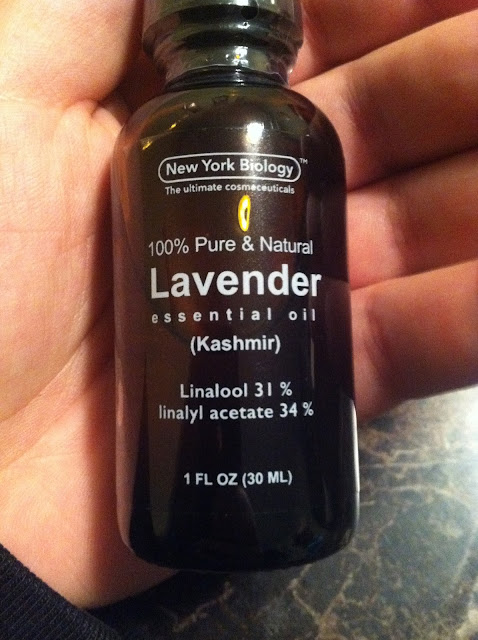 New York Biology™
The ultimate cosmeceuticals
100% Pure & Natural
Lavender
essential oil
(Kashmir)
Linalool 31 %
linalyl acetate 34 %
1 FL OZ (30 ML)